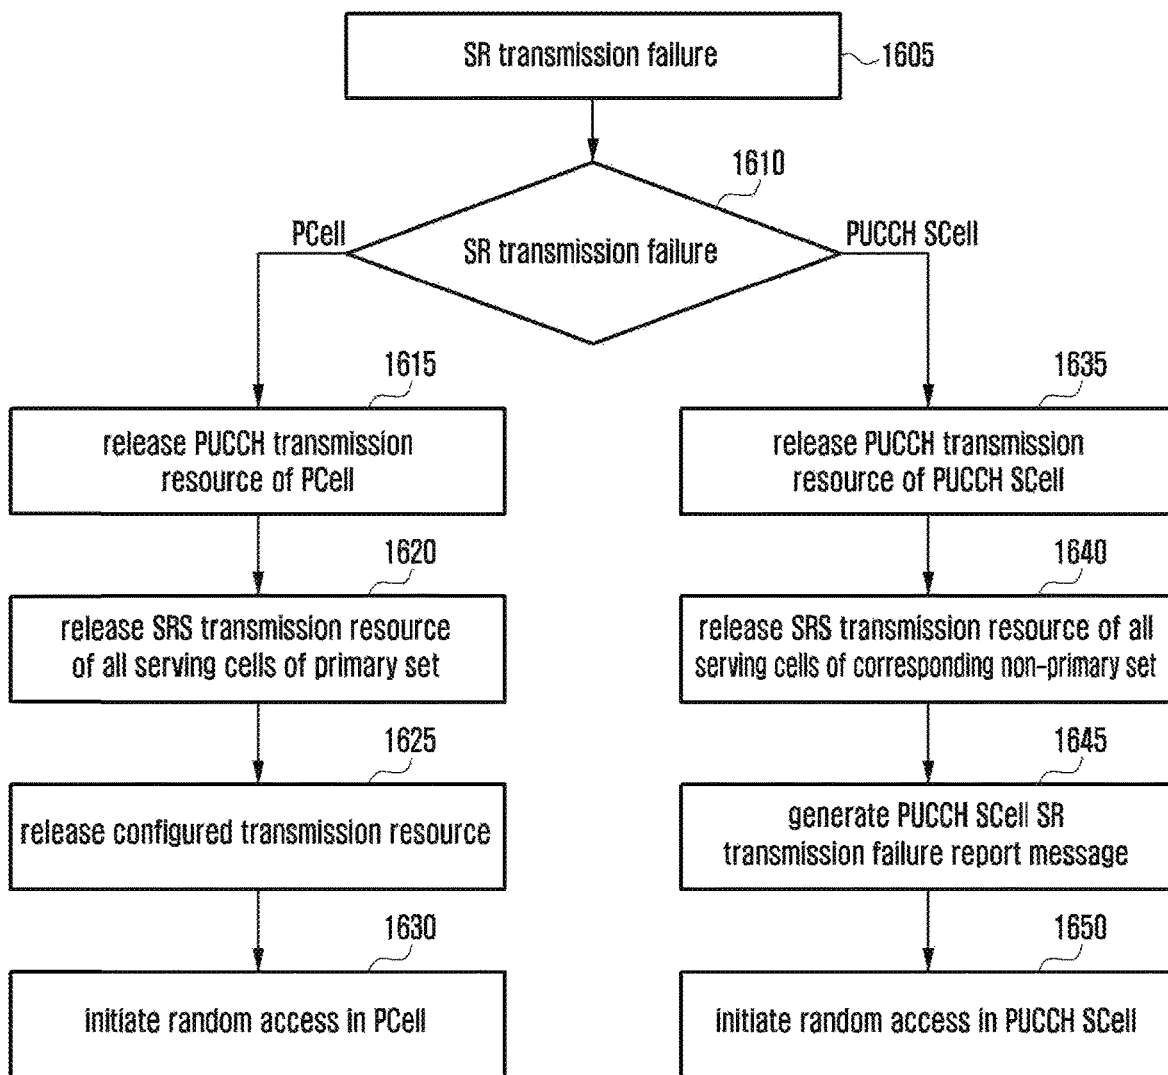 SR transmission failure
1605
1610
PCell
SR transmission failure
PUCCH SCell
1615
release PUCCH transmission
resource of PCell
1620
release SRS transmission resource
of all serving cells of primary set
1625
release configured transmission resource
1630
initiate random access in PCell
1635
release PUCCH transmission
resource of PUCCH SCell
1640
release SRS transmission resource of all
serving cells of corresponding non-primary set
1645
generate PUCCH SCell SR
transmission failure report message
1650
initiate random access in PUCCH SCell